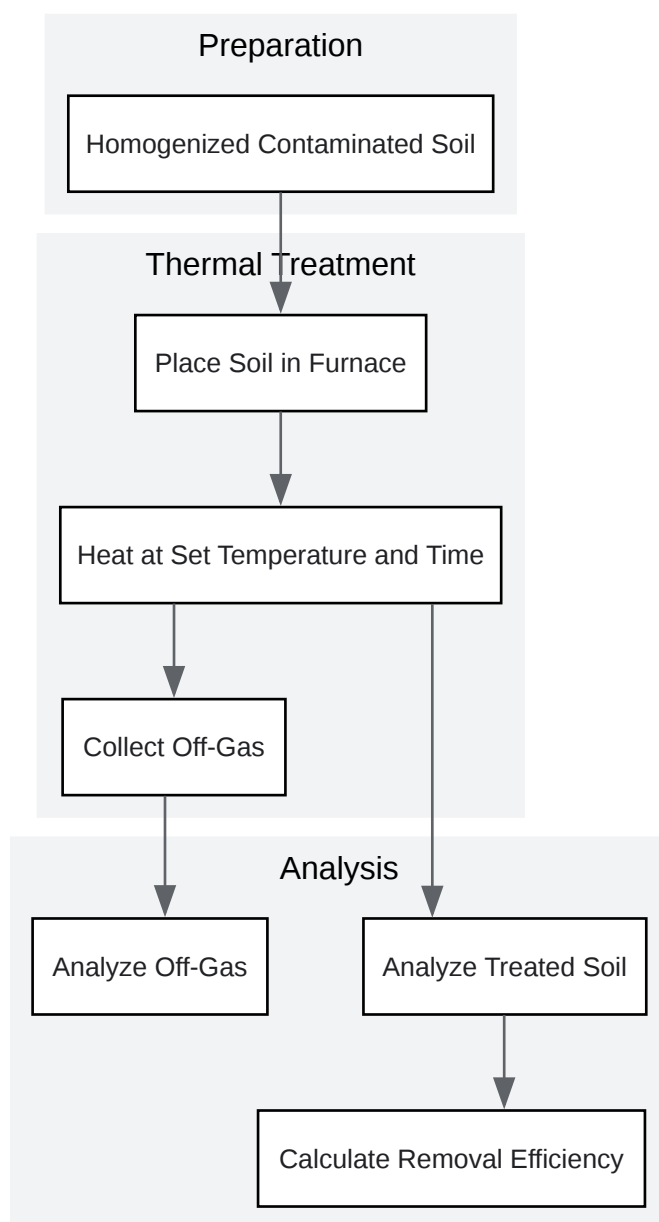 Preparation
Homogenized Contaminated Soil
Thermal Treatment
Place Soil in Furnace
Heat at Set Temperature and Time
Collect Off-Gas
Analysis
Analyze Off-Gas
Analyze Treated Soil
Calculate Removal Efficiency